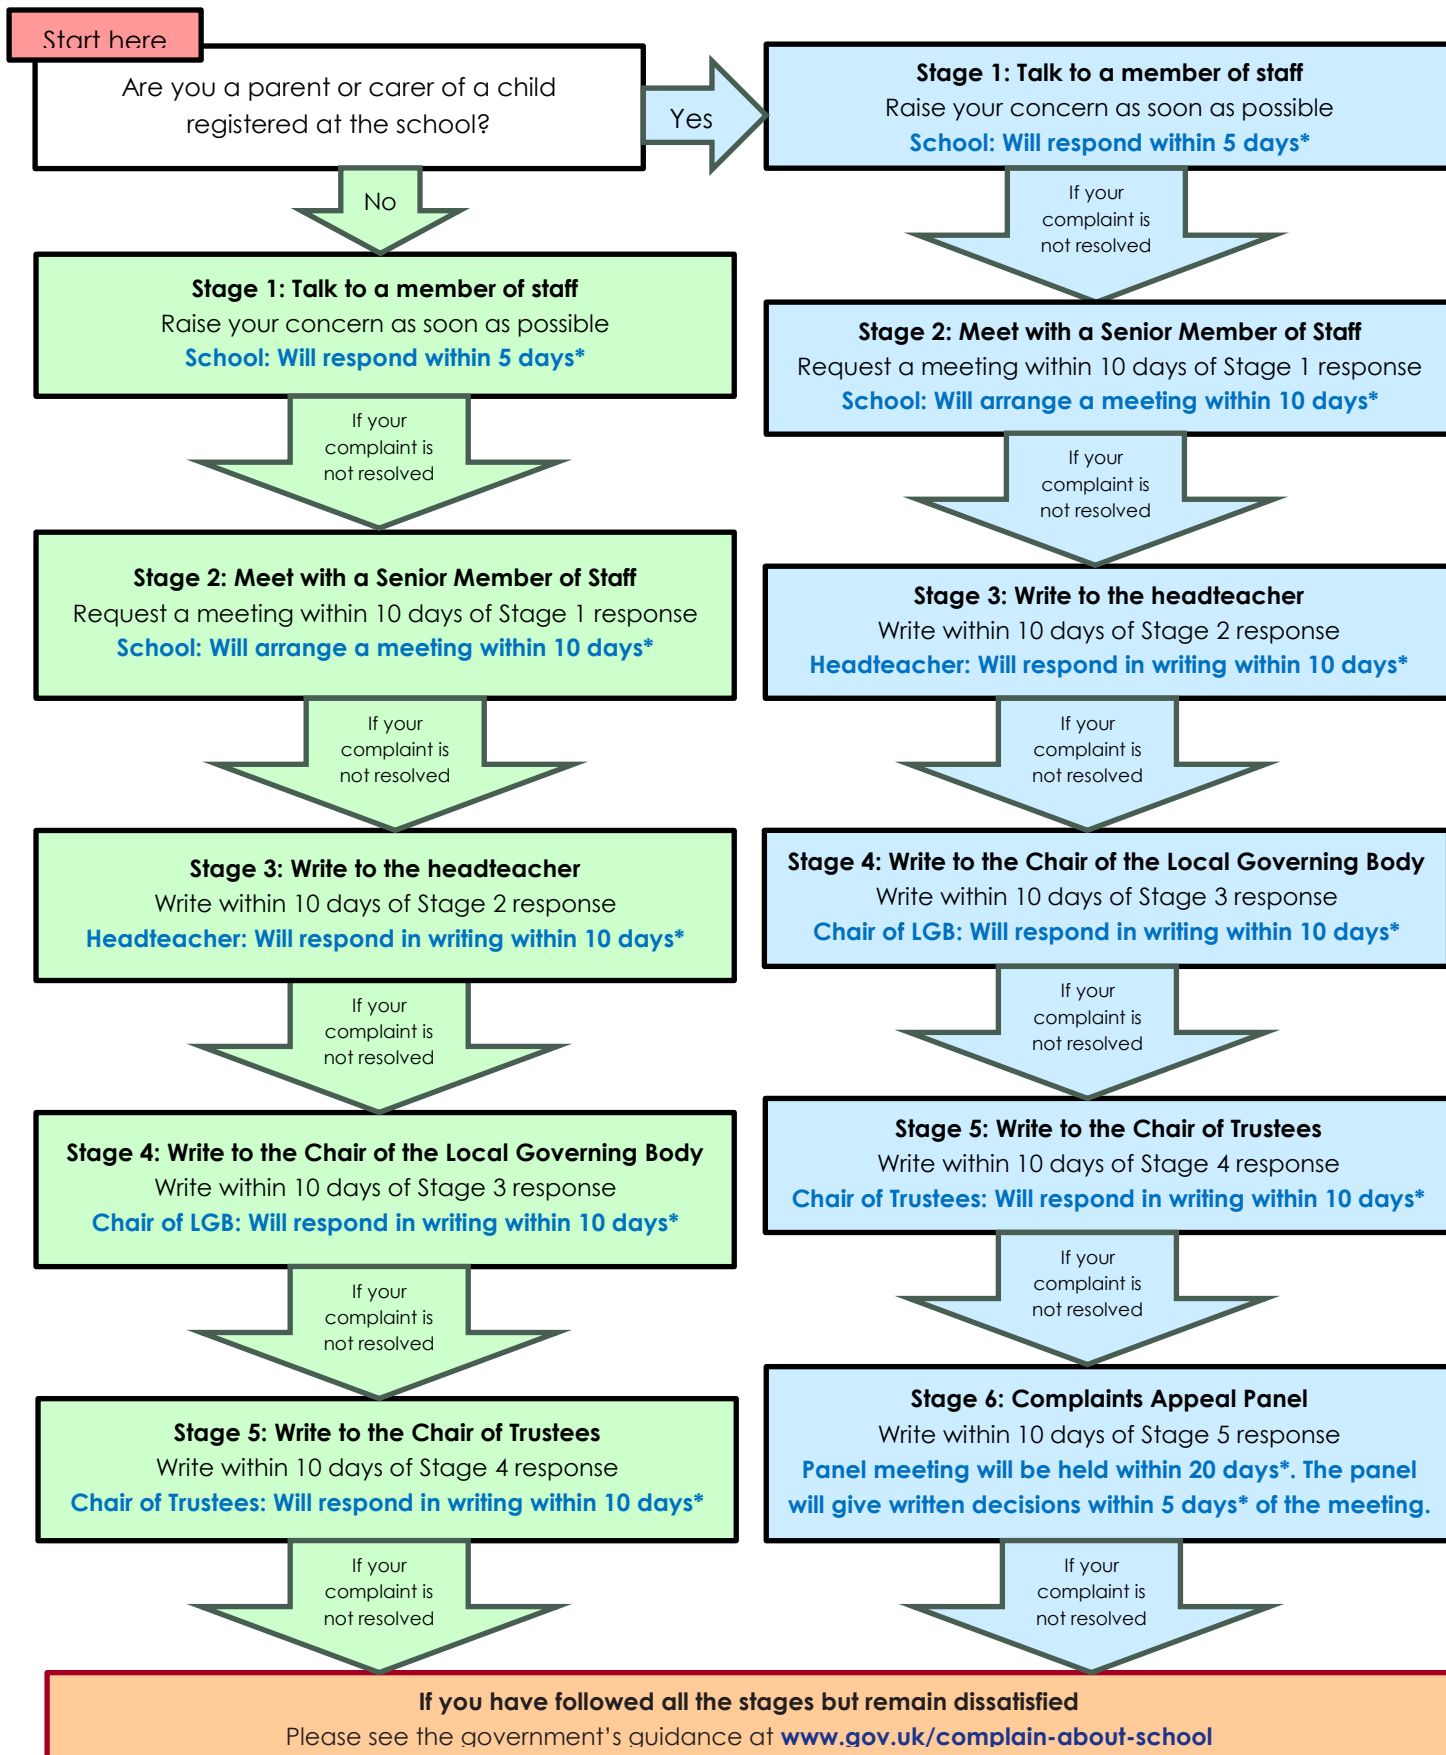 Start here
Are you a parent or carer of a child
registered at the school?
Yes
No
Stage 1: Talk to a member of staff
Raise your concern as soon as possible
School: Will respond within 5 days*
If your
complaint is
not resolved
Stage 2: Meet with a Senior Member of Staff
Request a meeting within 10 days of Stage 1 response
School: Will arrange a meeting within 10 days*
If your
complaint is
not resolved
Stage 3: Write to the headteacher
Write within 10 days of Stage 2 response
Headteacher: Will respond in writing within 10 days*
If your
complaint is
not resolved
Stage 4: Write to the Chair of the Local Governing Body
Write within 10 days of Stage 3 response
Chair of LGB: Will respond in writing within 10 days*
If your
complaint is
not resolved
Stage 5: Write to the Chair of Trustees
Write within 10 days of Stage 4 response
Chair of Trustees: Will respond in writing within 10 days*
If your
complaint is
not resolved
Stage 1: Talk to a member of staff
Raise your concern as soon as possible
School: Will respond within 5 days*
If your
complaint is
not resolved
Stage 2: Meet with a Senior Member of Staff
Request a meeting within 10 days of Stage 1 response
School: Will arrange a meeting within 10 days*
If your
complaint is
not resolved
Stage 3: Write to the headteacher
Write within 10 days of Stage 2 response
Headteacher: Will respond in writing within 10 days*
If your
complaint is
not resolved
Stage 4: Write to the Chair of the Local Governing Body
Write within 10 days of Stage 3 response
Chair of LGB: Will respond in writing within 10 days*
If your
complaint is
not resolved
Stage 5: Write to the Chair of Trustees
Write within 10 days of Stage 4 response
Chair of Trustees: Will respond in writing within 10 days*
If your
complaint is
not resolved
Stage 6: Complaints Appeal Panel
Write within 10 days of Stage 5 response
Panel meeting will be held within 20 days*. The panel
will give written decisions within 5 days* of the meeting.
If your
complaint is
not resolved
If you have followed all the stages but remain dissatisfied
Please see the government's guidance at www.gov.uk/complain-about-school